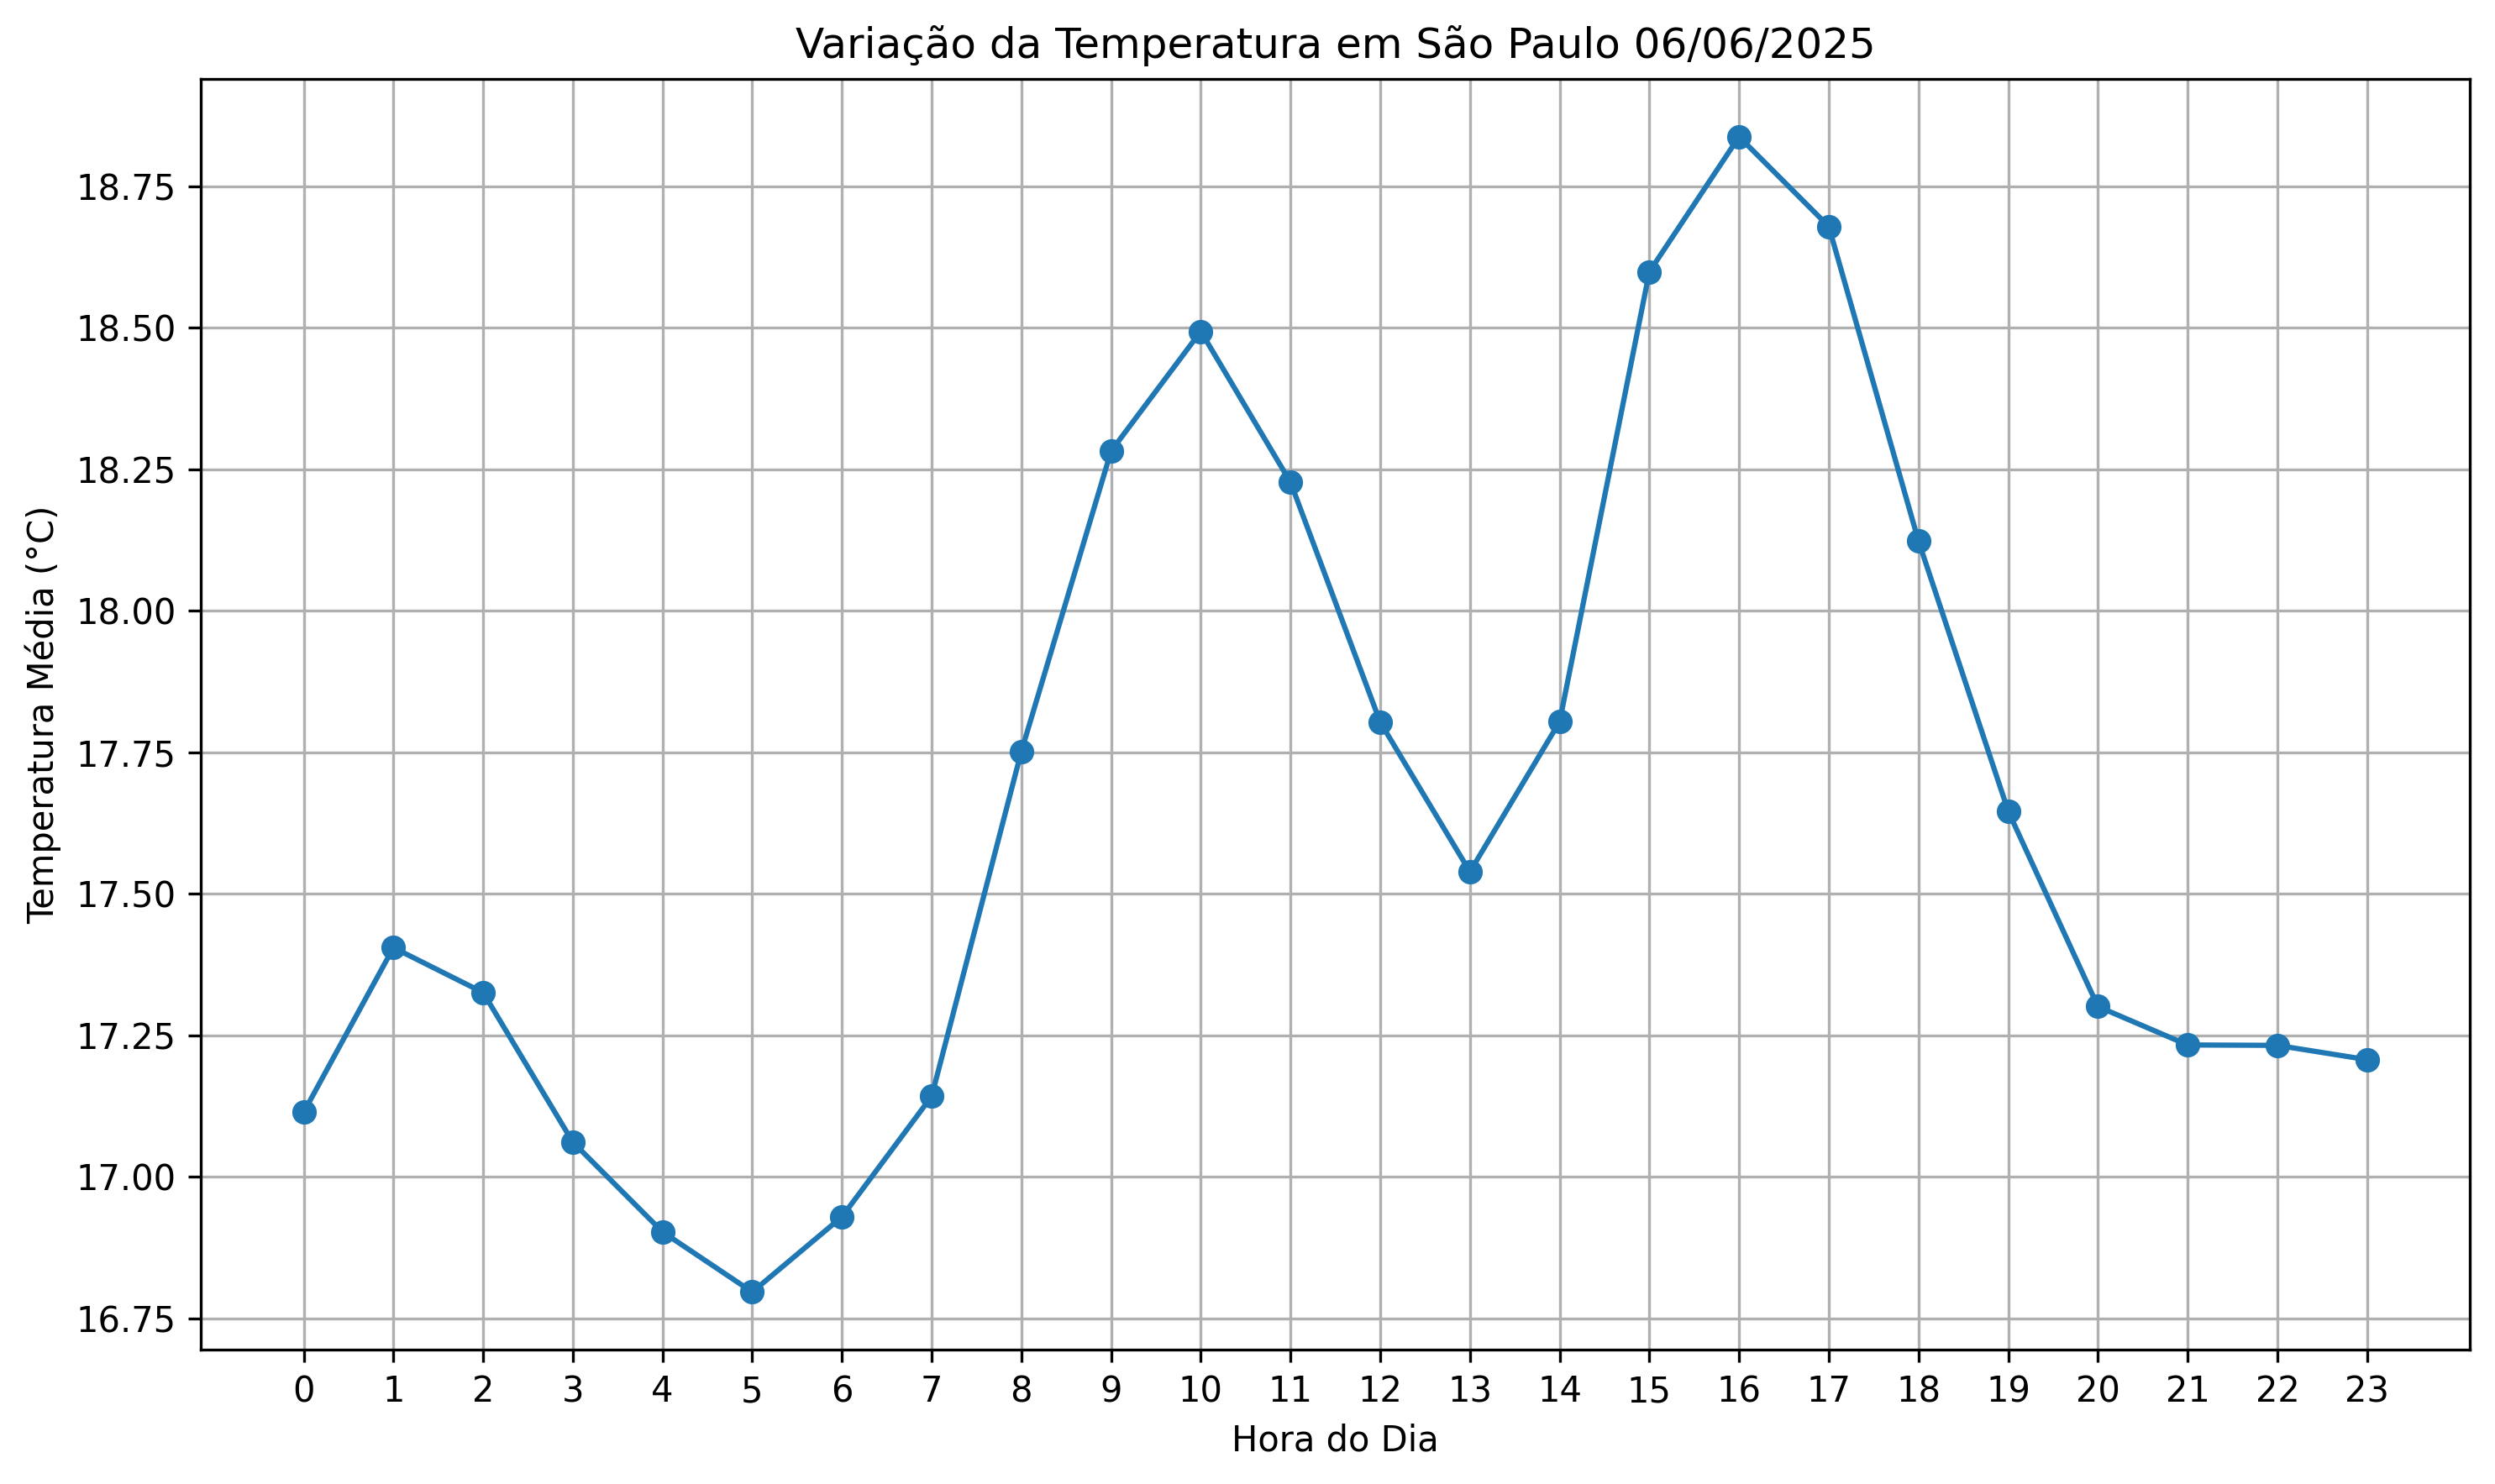 Variação da Temperatura em São Paulo 06/06/2025
Temperatura Média (°C)
18.75
18.50
18.25
18.00
17.75
17.50
17.25
17.00
16.75
0 1 2 3 4 5 6 7 8 9 10 11 12 13 14 15 16 17 18 19 20 21 22 23
Hora do Dia